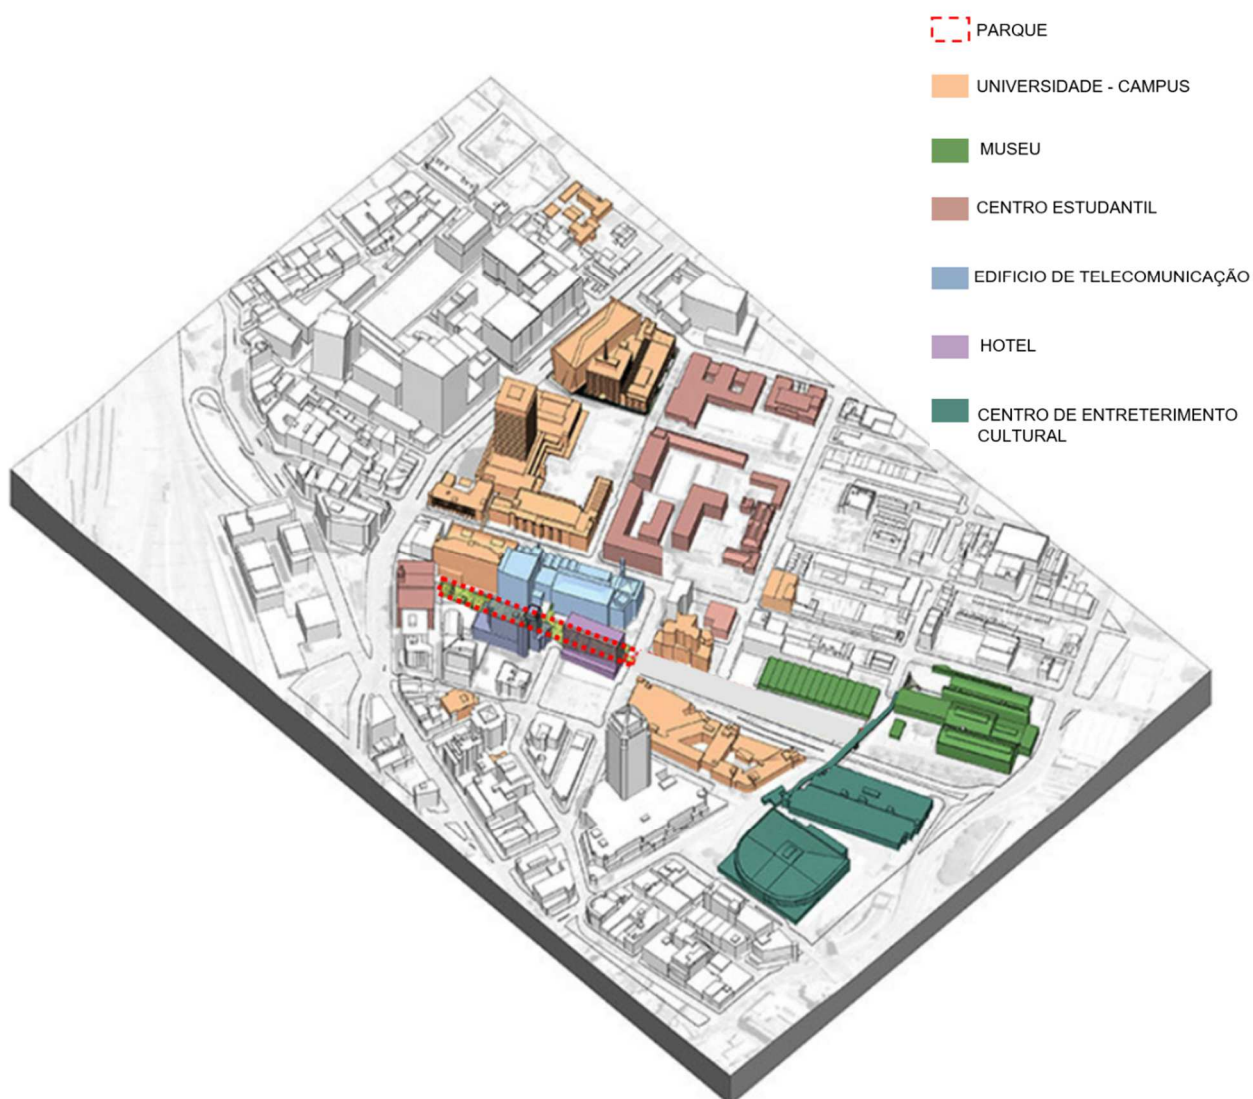 PARQUE
UNIVERSIDADE - CAMPUS
MUSEU
CENTRO ESTUDANTIL
EDIFICIO DE TELECOMUNICAÇÃO
HOTEL
CENTRO DE ENTRETERIMENTO
CULTURAL